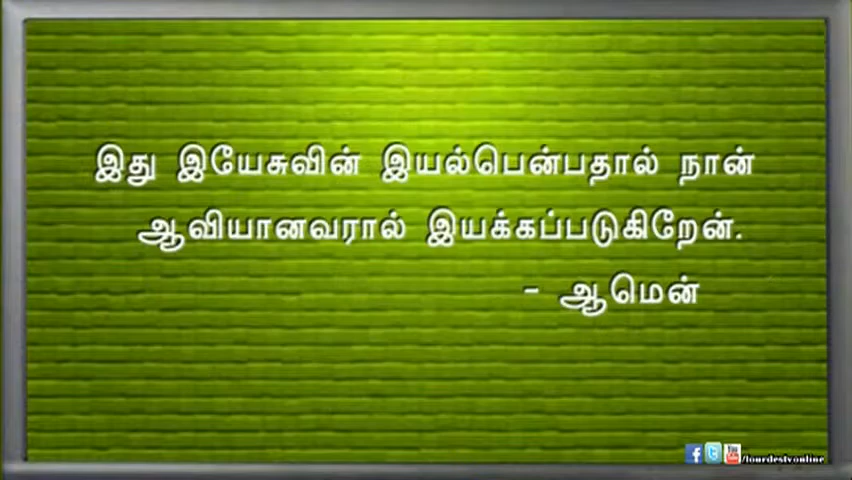 இது இயேசுவின் இயல்பென்பதால் நான்
ஆவியானவரால் இயக்கப்படுகிறேன்.
- ஆமென்
/lourdestvonline